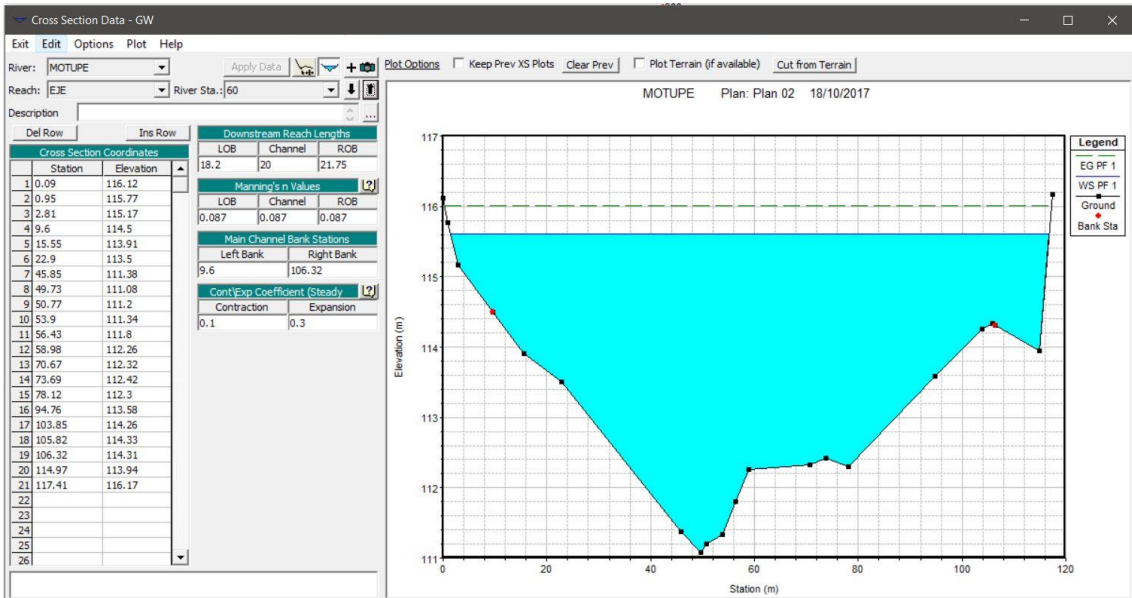 Cross Section Data - GW
Exit Edit Options Plot Help
River: MOTUPE Apply Data Plot Options Keep Prev XS Plots Clear Prev Plot Terrain (if available) Cut from Terrain
Reach: EJE River Sta.: 60
Description ...
Del Row Ins Row
Cross Section Coordinates
Station Elevation
1 0.09 116.12
2 0.95 115.77
3 2.81 115.17
4 9.6 114.5
5 15.55 113.91
6 22.9 113.5
7 45.85 111.38
8 49.73 111.08
9 50.77 111.2
10 53.9 111.34
11 56.43 111.8
12 58.98 112.26
13 70.67 112.32
14 73.69 112.42
15 78.12 112.3
16 94.76 113.58
17 103.85 114.26
18 105.82 114.33
19 106.32 114.31
20 114.97 113.94
21 117.41 116.17
22
23
24
25
26
Downstream Reach Lengths
LOB Channel ROB
18.2 20 21.75
Manning's n Values ?
LOB Channel ROB
0.087 0.087 0.087
Main Channel Bank Stations
Left Bank Right Bank
9.6 106.32
Cont\Exp Coefficient (Steady ?
Contraction Expansion
0.1 0.3
MOTUPE Plan: Plan 02 18/10/2017
117
116
115
114
113
112
111
Elevation (m)
0 20 40 60 80 100 120
Station (m)
Legend
EG PF 1
WS PF 1
Ground
Bank Sta